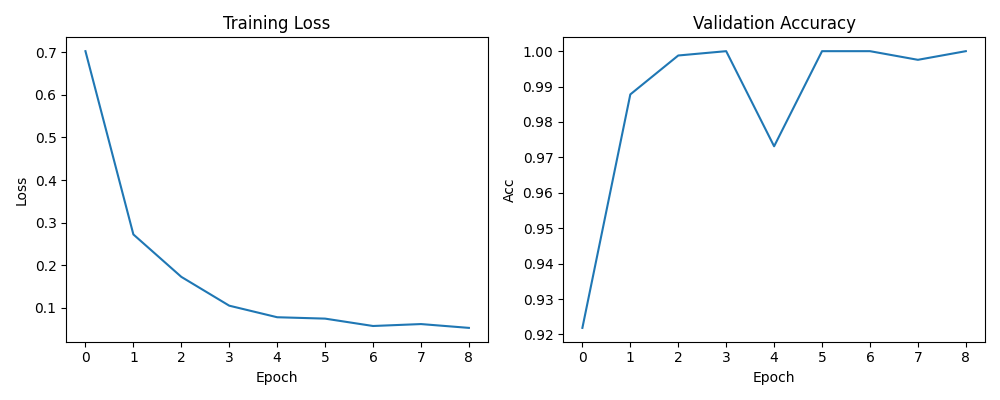 Training Loss
Loss
0.7
0.6
0.5
0.4
0.3
0.2
0.1
0 1 2 3 4 5 6 7 8
Epoch
Validation Accuracy
Acc
1.00
0.99
0.98
0.97
0.96
0.95
0.94
0.93
0.92
0 1 2 3 4 5 6 7 8
Epoch